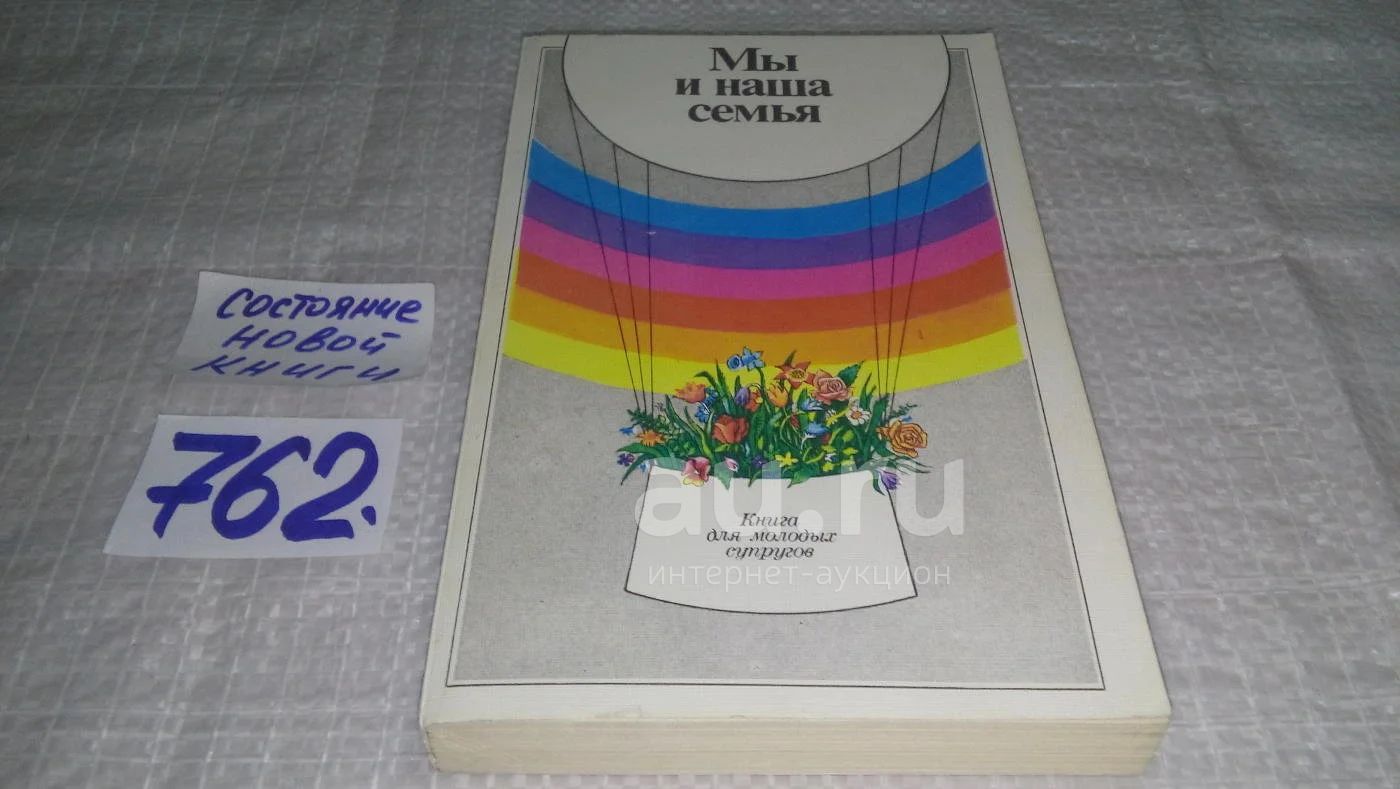 Мы
и наша
семья
состояние
новой
книги
762.
au.ru
Книга
для молодых
супругов
интернет-аукцион